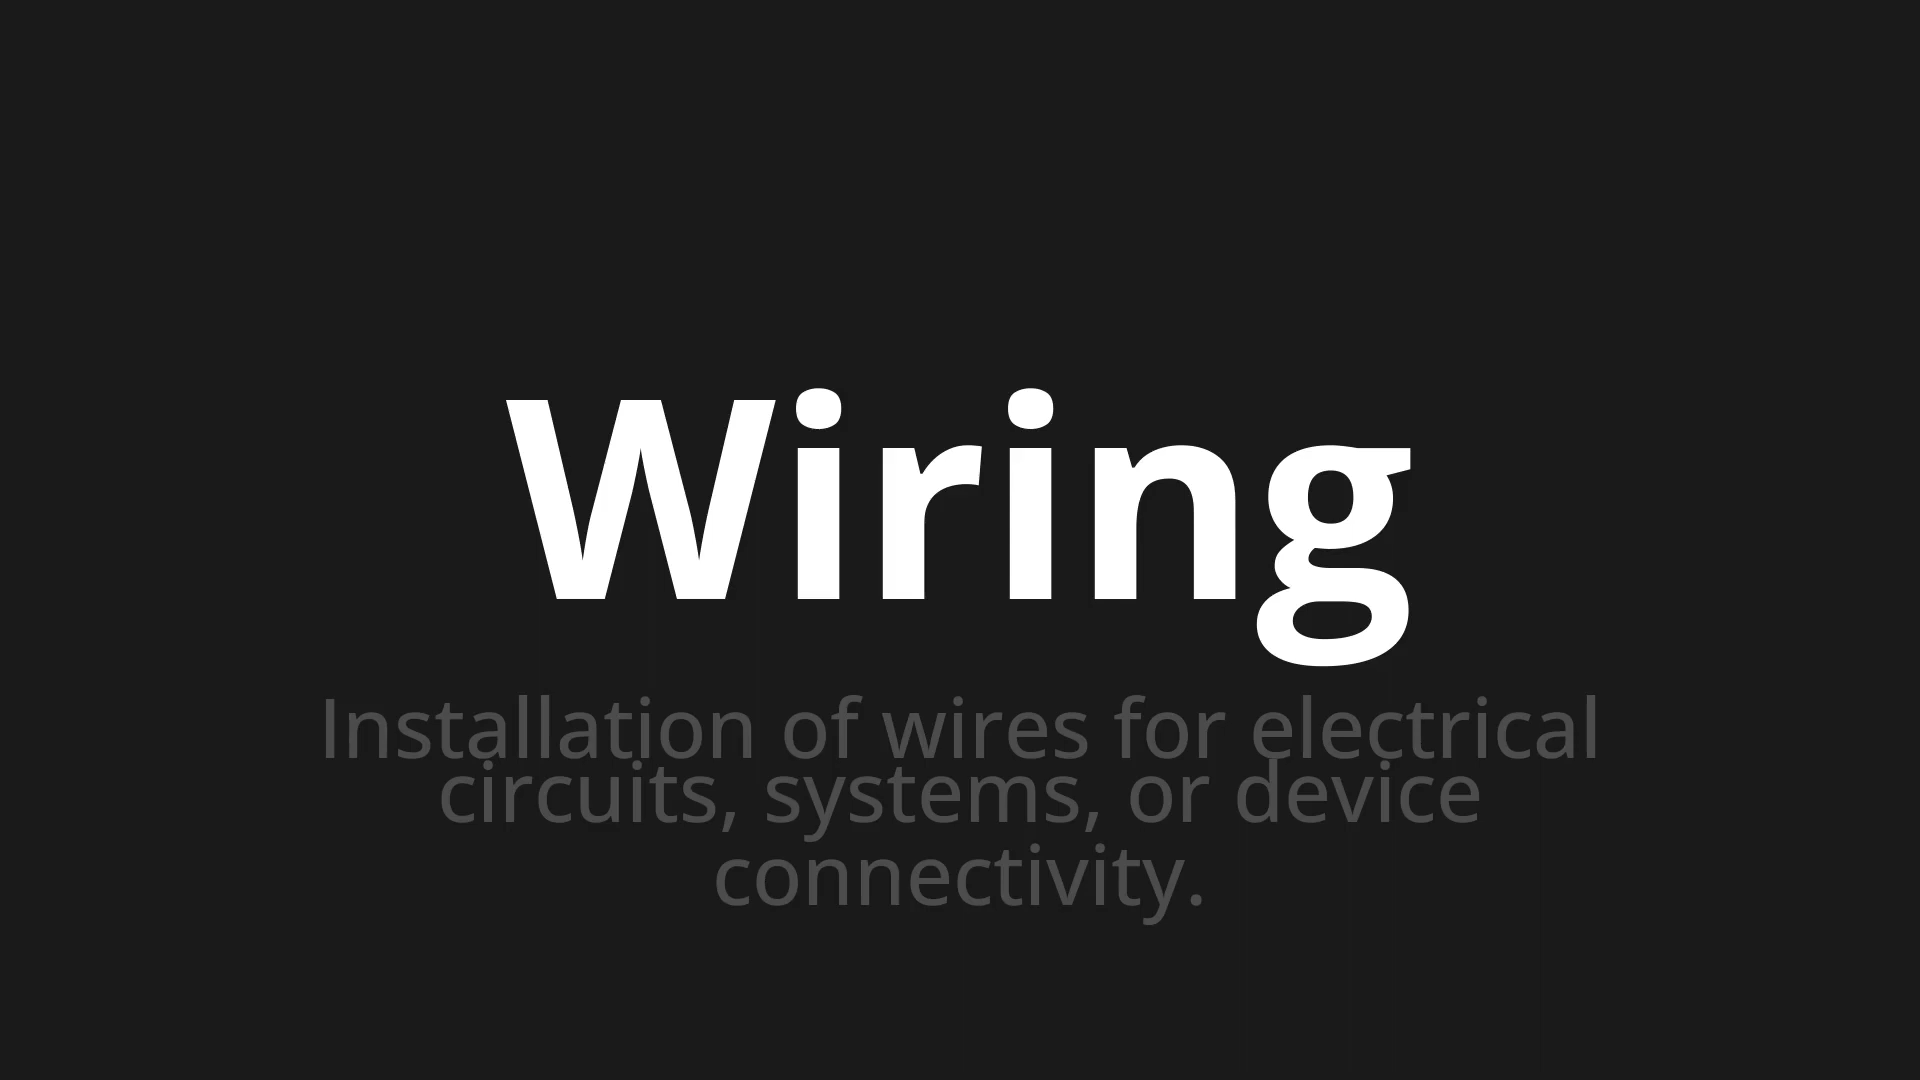 Wiring
Installation of wires for electrical
circuits, systems, or device
connectivity.